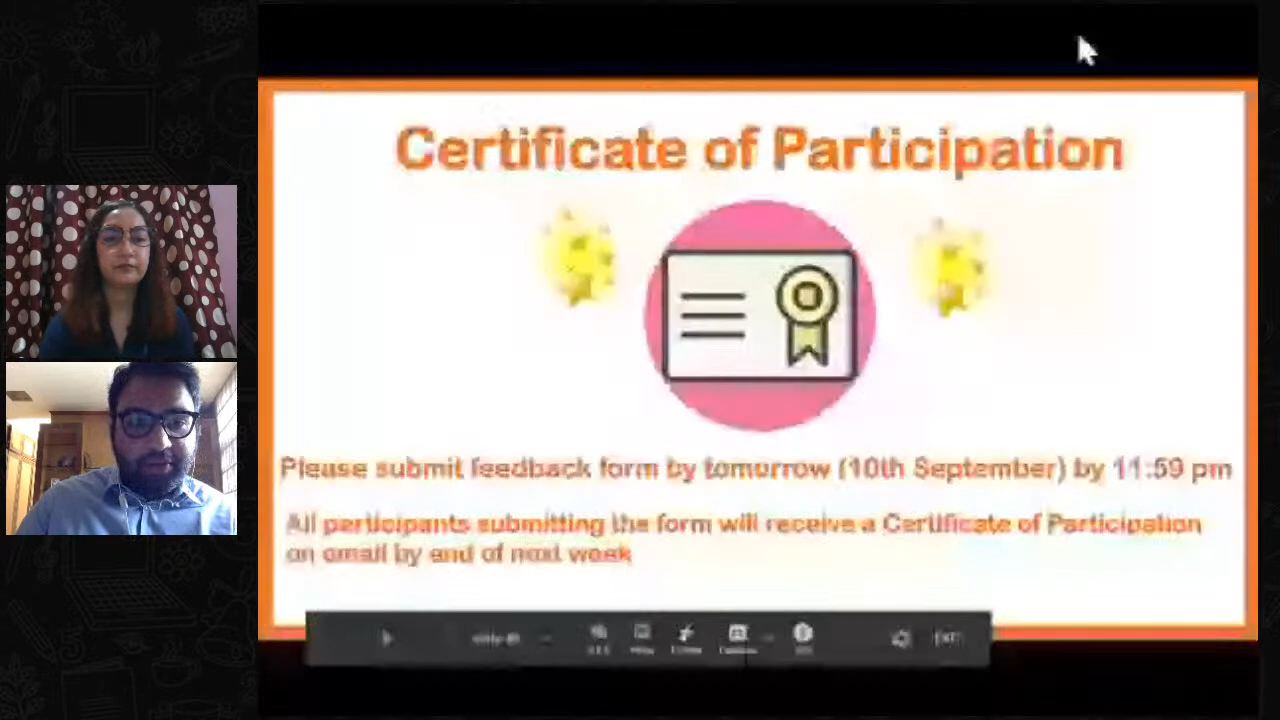 Certificate of Participation
Please submit feedback form by tomorrow (10th September) by 11:59 pm
All participants submitting the form will receive a Certificate of Participation
on email by end of next week
EXIT